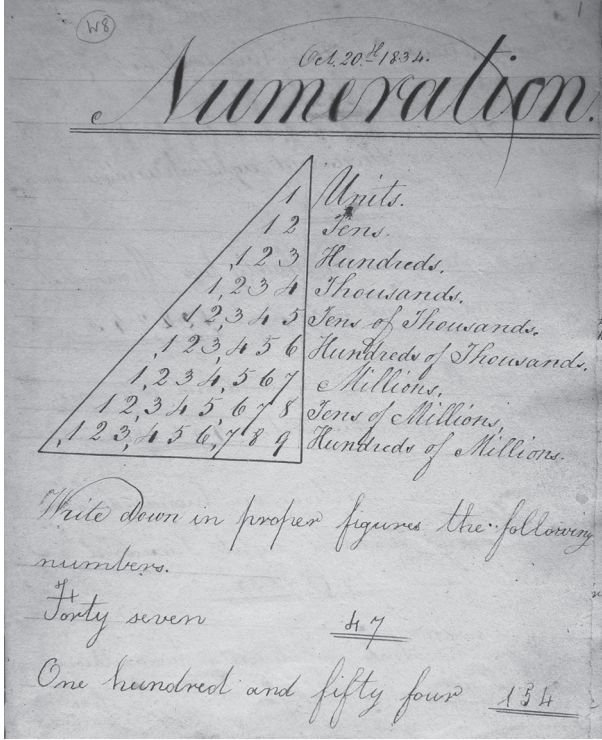 W8
1
Oct. 20th 1834.
Numeration.
1 Units.
1 2 Tens.
,1 2 3 Hundreds.
1,2 3 4 Thousands.
1 2,3 4 5 Tens of Thousands.
,1 2 3,4 5 6 Hundreds of Thousands.
1,2 3 4,5 6 7 Millions.
1 2,3 4 5,6 7 8 Tens of Millions,
,1 2 3,4 5 6,7 8 9 Hundreds of Millions.
Write down in proper figures the following
numbers.
Forty seven 47
One hundred and fifty four 154